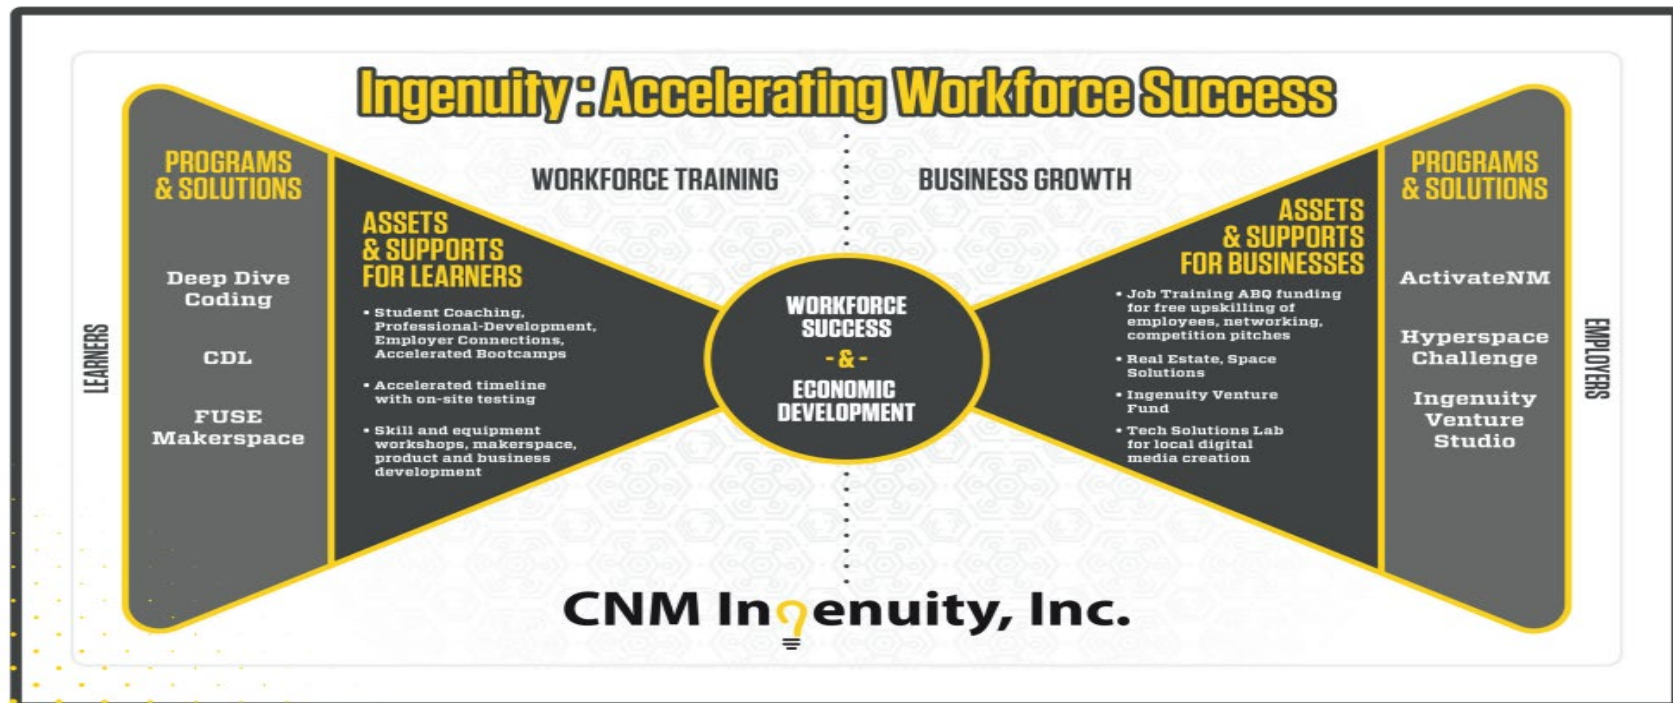 Ingenuity : Accelerating Workforce Success
WORKFORCE TRAINING
BUSINESS GROWTH
LEARNERS
PROGRAMS
& SOLUTIONS
Deep Dive
Coding
CDL
FUSE
Makerspace
ASSETS
& SUPPORTS
FOR LEARNERS
• Student Coaching,
Professional-Development,
Employer Connections,
Accelerated Bootcamps
• Accelerated timeline
with on-site testing
• Skill and equipment
workshops, makerspace,
product and business
development
WORKFORCE
SUCCESS
- & -
ECONOMIC
DEVELOPMENT
ASSETS
& SUPPORTS
FOR BUSINESSES
• Job Training ABQ funding
for free upskilling of
employees, networking,
competition pitches
• Real Estate, Space
Solutions
• Ingenuity Venture
Fund
• Tech Solutions Lab
for local digital
media creation
PROGRAMS
& SOLUTIONS
ActivateNM
Hyperspace
Challenge
Ingenuity
Venture
Studio
EMPLOYERS
CNM Ingenuity, Inc.